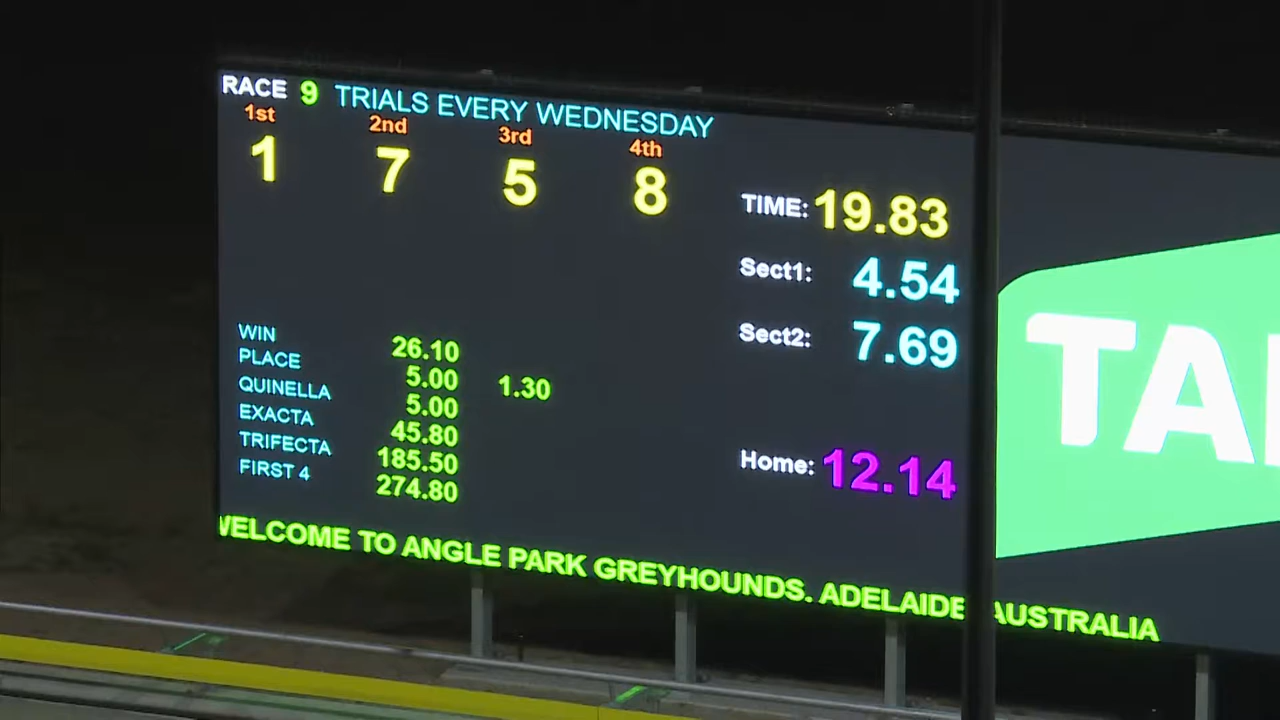 RACE 9 TRIALS EVERY WEDNESDAY
1st 2nd 3rd 4th
1 7 5 8
TIME: 19.83
Sect1: 4.54
Sect2: 7.69
WIN 26.10
PLACE 5.00 1.30
QUINELLA 5.00
EXACTA 45.80
TRIFECTA 185.50
FIRST 4 274.80
Home: 12.14
WELCOME TO ANGLE PARK GREYHOUNDS. ADELAIDE AUSTRALIA